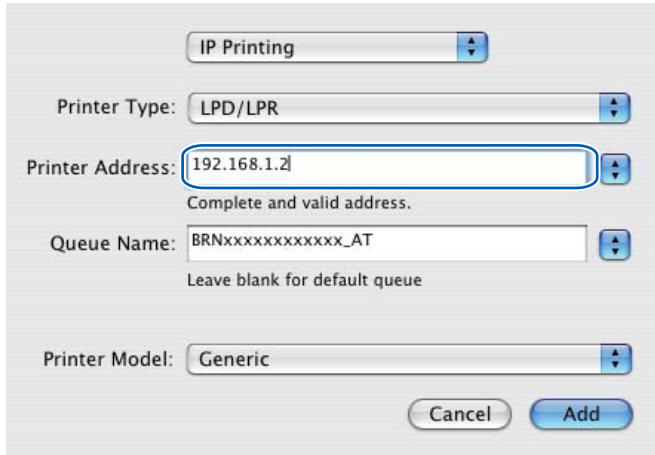 IP Printing
Printer Type: LPD/LPR
Printer Address: 192.168.1.2
Complete and valid address.
Queue Name: BRNxxxxxxxxxxxx_AT
Leave blank for default queue
Printer Model: Generic
Cancel Add